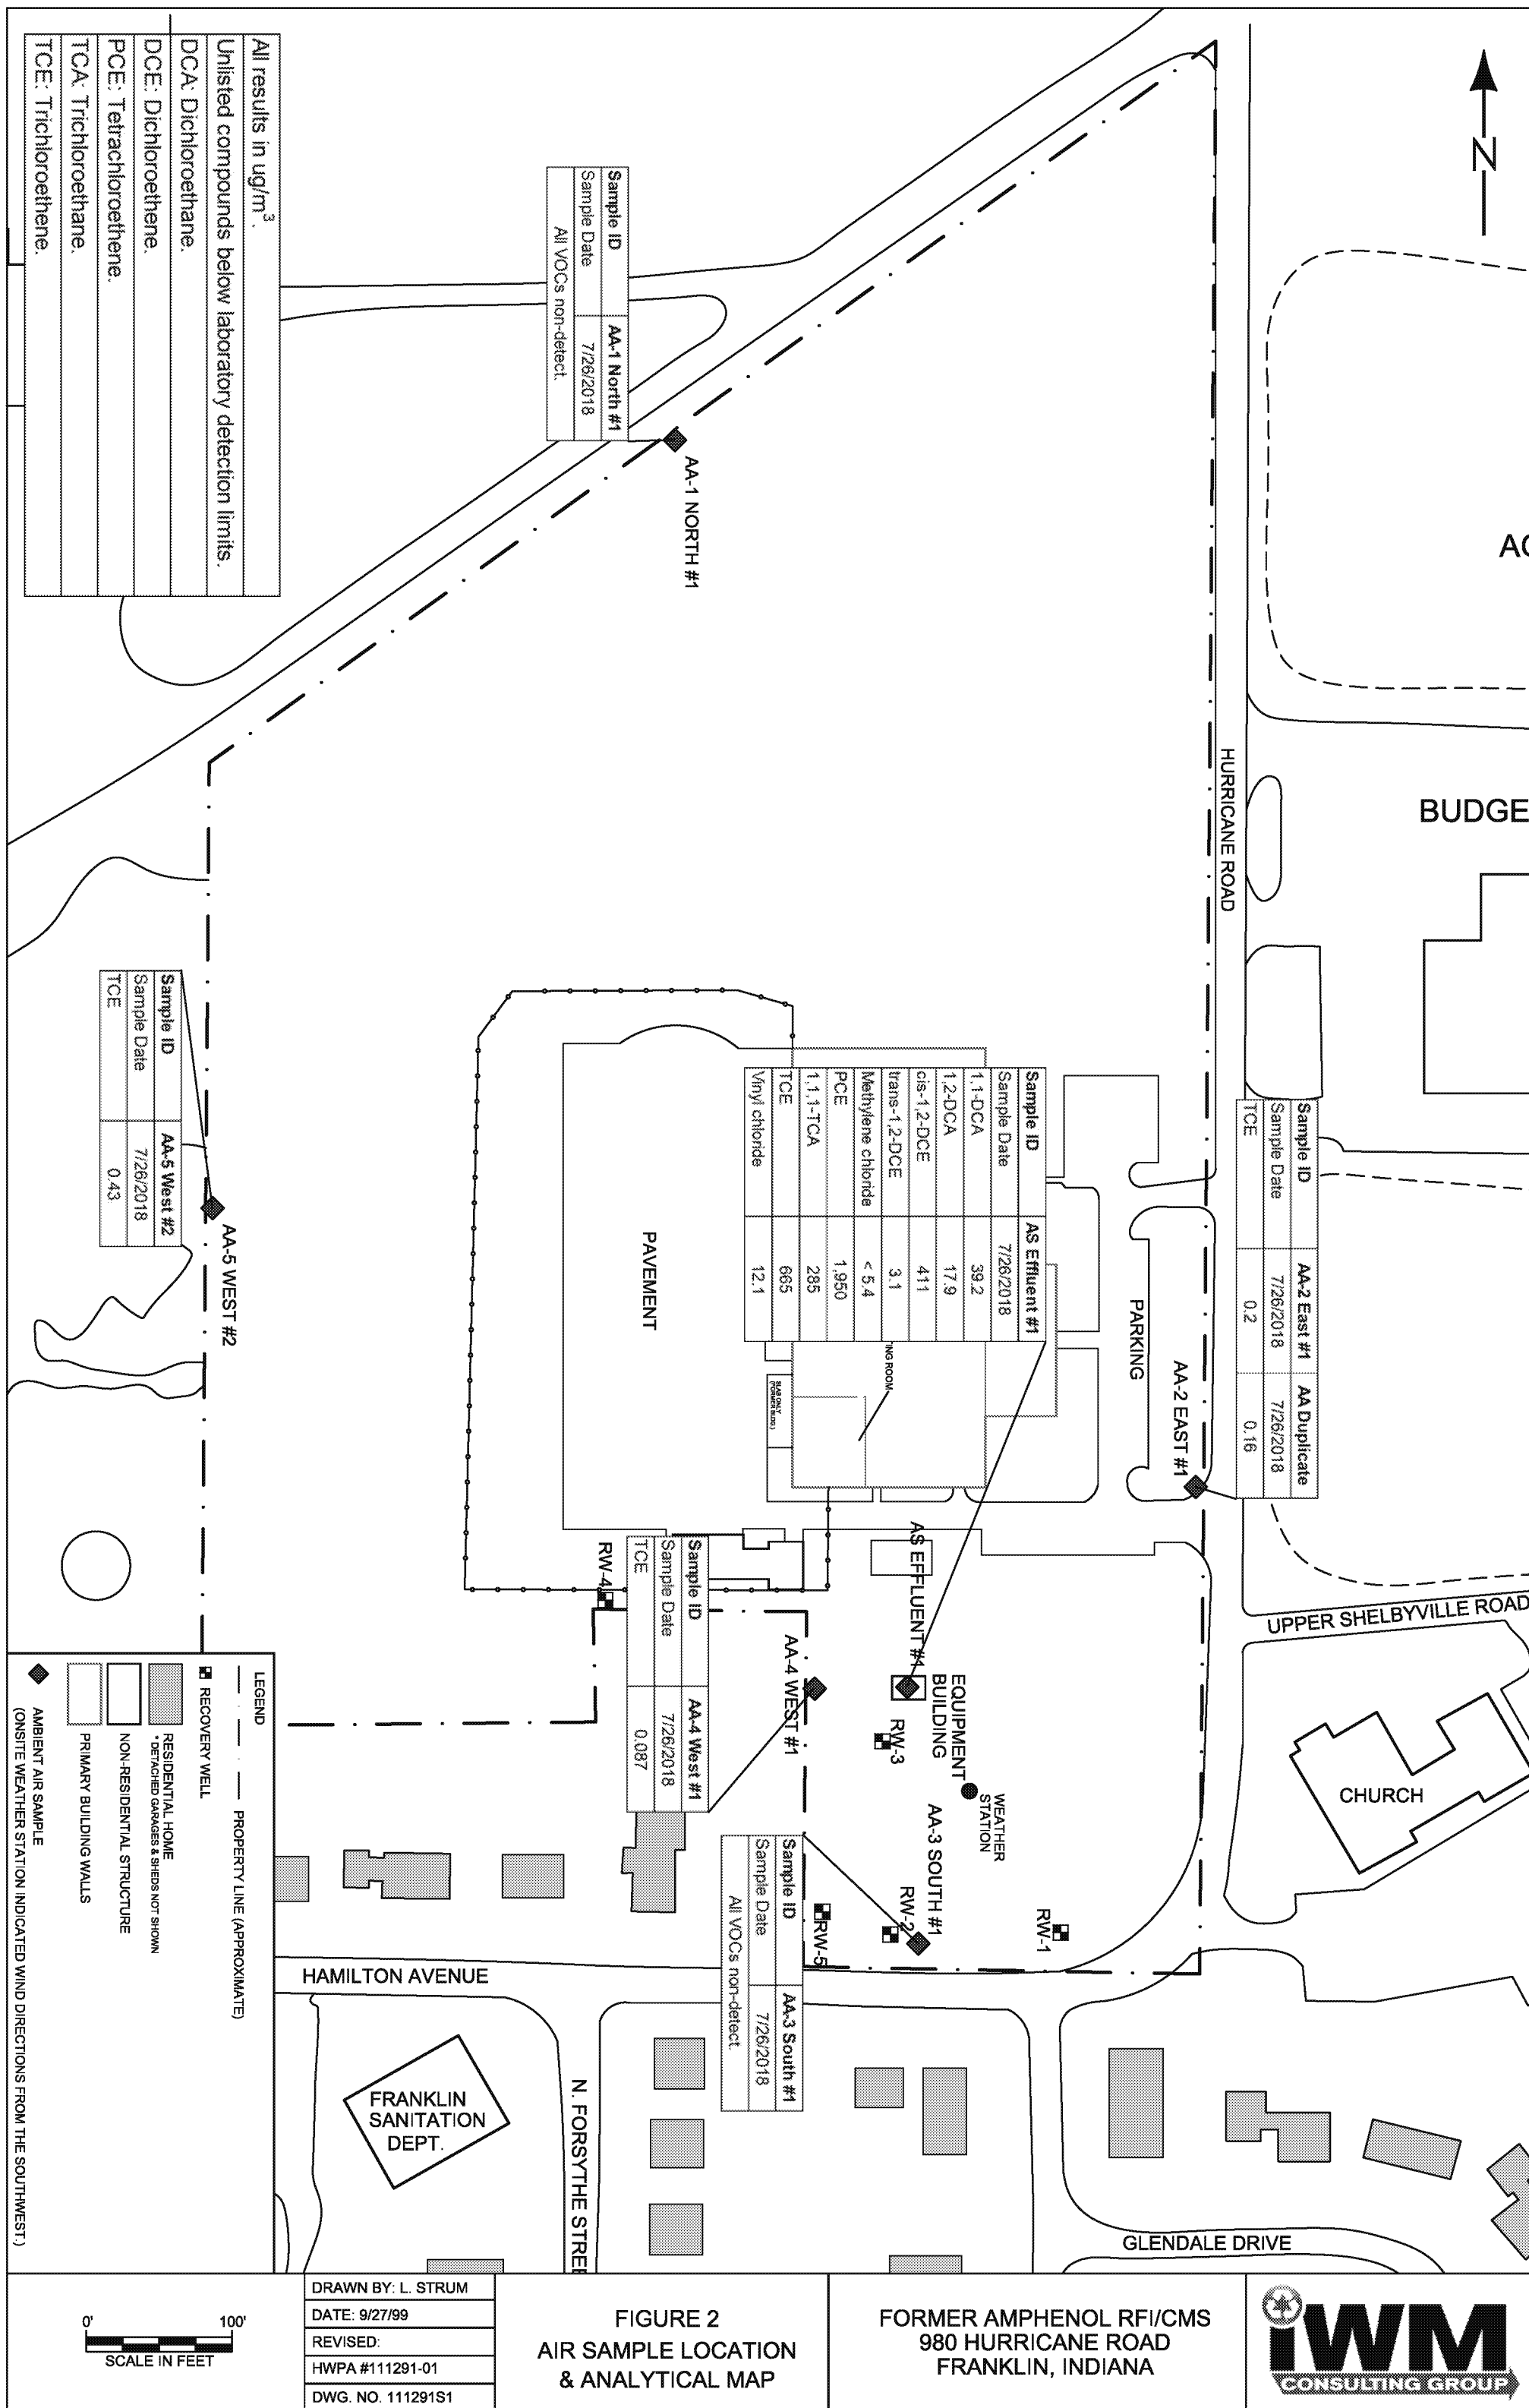 N
AC
BUDGE
HURRICANE ROAD
All results in ug/m³.
Unlisted compounds below laboratory detection limits.
DCA: Dichloroethane.
DCE: Dichloroethene.
PCE: Tetrachloroethene.
TCA: Trichloroethane.
TCE: Trichloroethene.
Sample ID AA-1 North #1
Sample Date 7/26/2018
All VOCs non-detect.
AA-1 NORTH #1
Sample ID AA-5 West #2
Sample Date 7/26/2018
TCE 0.43
AA-5 WEST #2
PAVEMENT
Sample ID AS Effluent #1
Sample Date 7/26/2018
1,1-DCA 39.2
1,2-DCA 17.9
cis-1,2-DCE 411
trans-1,2-DCE 3.1
Methylene chloride < 5.4
PCE 1,950
1,1,1-TCA 285
TCE 665
Vinyl chloride 12.1
ING ROOM
SLAB ONLY
(FORMER BLDG.)
PARKING
Sample ID AA-2 East #1 AA Duplicate
Sample Date 7/26/2018 7/26/2018
TCE 0.2 0.16
AA-2 EAST #1
UPPER SHELBYVILLE ROAD
CHURCH
AS EFFLUENT #1
EQUIPMENT
BUILDING
RW-3
WEATHER
STATION
RW-4
Sample ID AA-4 West #1
Sample Date 7/26/2018
TCE 0.087
AA-4 WEST #1
AA-3 SOUTH #1
RW-2
RW-1
RW-5
Sample ID AA-3 South #1
Sample Date 7/26/2018
All VOCs non-detect.
HAMILTON AVENUE
N. FORSYTHE STREE
FRANKLIN
SANITATION
DEPT.
GLENDALE DRIVE
LEGEND
PROPERTY LINE (APPROXIMATE)
RECOVERY WELL
RESIDENTIAL HOME
* DETACHED GARAGES & SHEDS NOT SHOWN
NON-RESIDENTIAL STRUCTURE
PRIMARY BUILDING WALLS
AMBIENT AIR SAMPLE
(ONSITE WEATHER STATION INDICATED WIND DIRECTIONS FROM THE SOUTHWEST.)
0' 100'
SCALE IN FEET
DRAWN BY: L. STRUM
DATE: 9/27/99
REVISED:
HWPA #111291-01
DWG. NO. 111291S1
FIGURE 2
AIR SAMPLE LOCATION
& ANALYTICAL MAP
FORMER AMPHENOL RFI/CMS
980 HURRICANE ROAD
FRANKLIN, INDIANA
iWM
CONSULTING GROUP